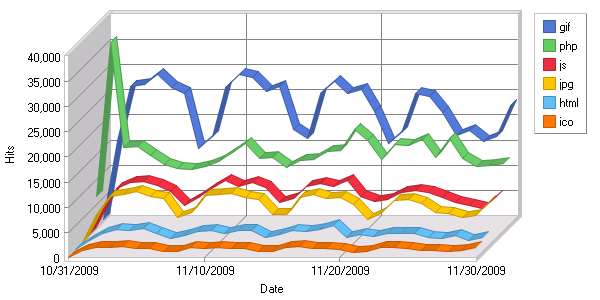 40,000
35,000
30,000
25,000
20,000
15,000
10,000
5,000
0
Hits
10/31/2009
11/10/2009
11/20/2009
11/30/2009
Date
gif
php
js
jpg
html
ico